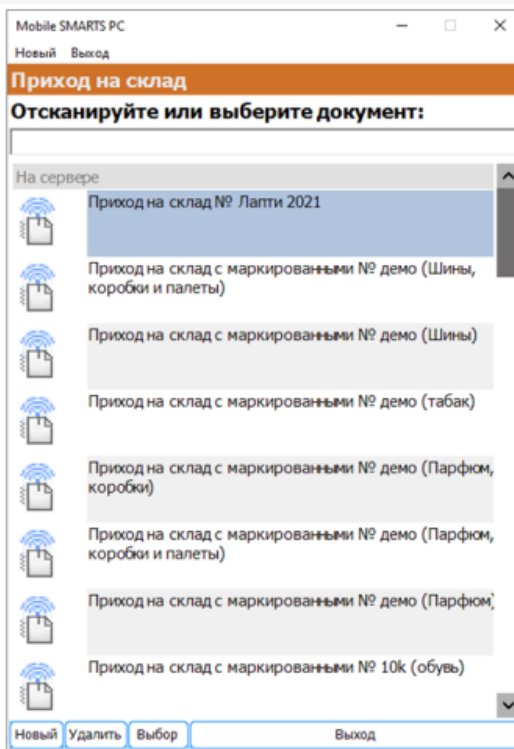 Mobile SMARTS PC
Новый Выход
Приход на склад
Отсканируйте или выберите документ:
На сервере
Приход на склад № Лапти 2021
Приход на склад с маркированными № демо (Шины,
коробки и палеты)
Приход на склад с маркированными № демо (Шины)
Приход на склад с маркированными № демо (табак)
Приход на склад с маркированными № демо (Парфюм,
коробки)
Приход на склад с маркированными № демо (Парфюм,
коробки и палеты)
Приход на склад с маркированными № демо (Парфюм)
Приход на склад с маркированными № 10k (обувь)
Новый Удалить Выбор Выход